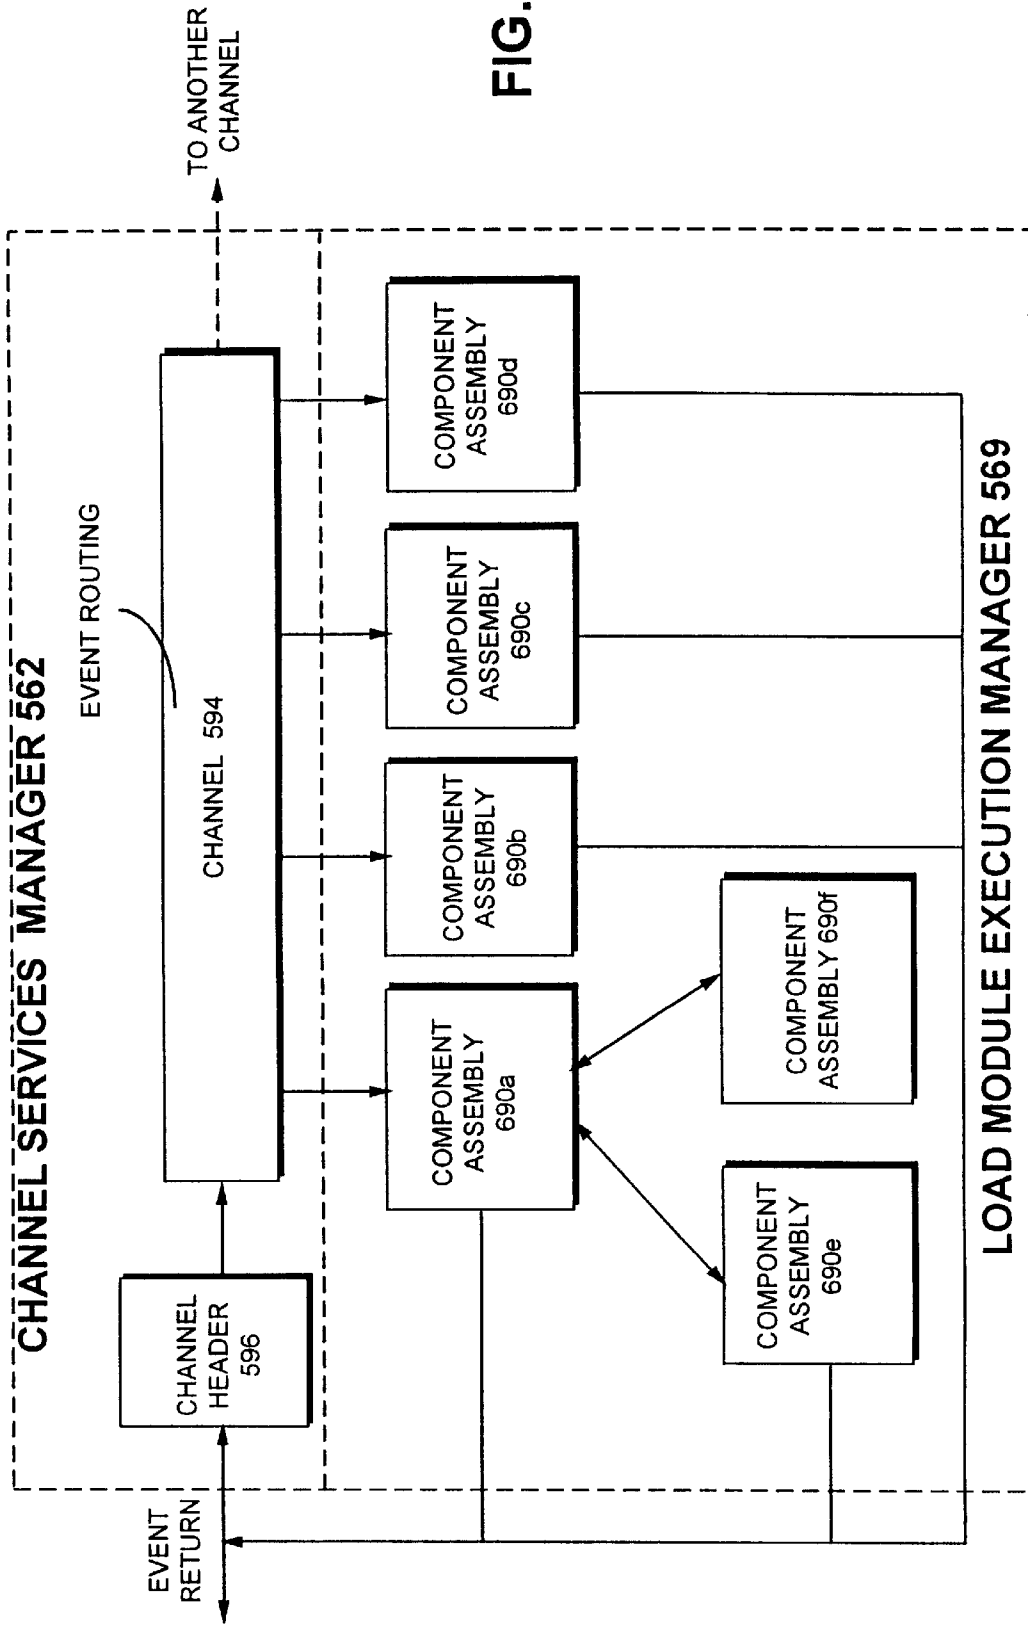 CHANNEL SERVICES MANAGER 562
EVENT ROUTING
TO ANOTHER
CHANNEL
CHANNEL
HEADER
596
CHANNEL 594
EVENT
RETURN
COMPONENT
ASSEMBLY
690a
COMPONENT
ASSEMBLY
690b
COMPONENT
ASSEMBLY
690c
COMPONENT
ASSEMBLY
690d
COMPONENT
ASSEMBLY
690e
COMPONENT
ASSEMBLY 690f
LOAD MODULE EXECUTION MANAGER 569
FIG.